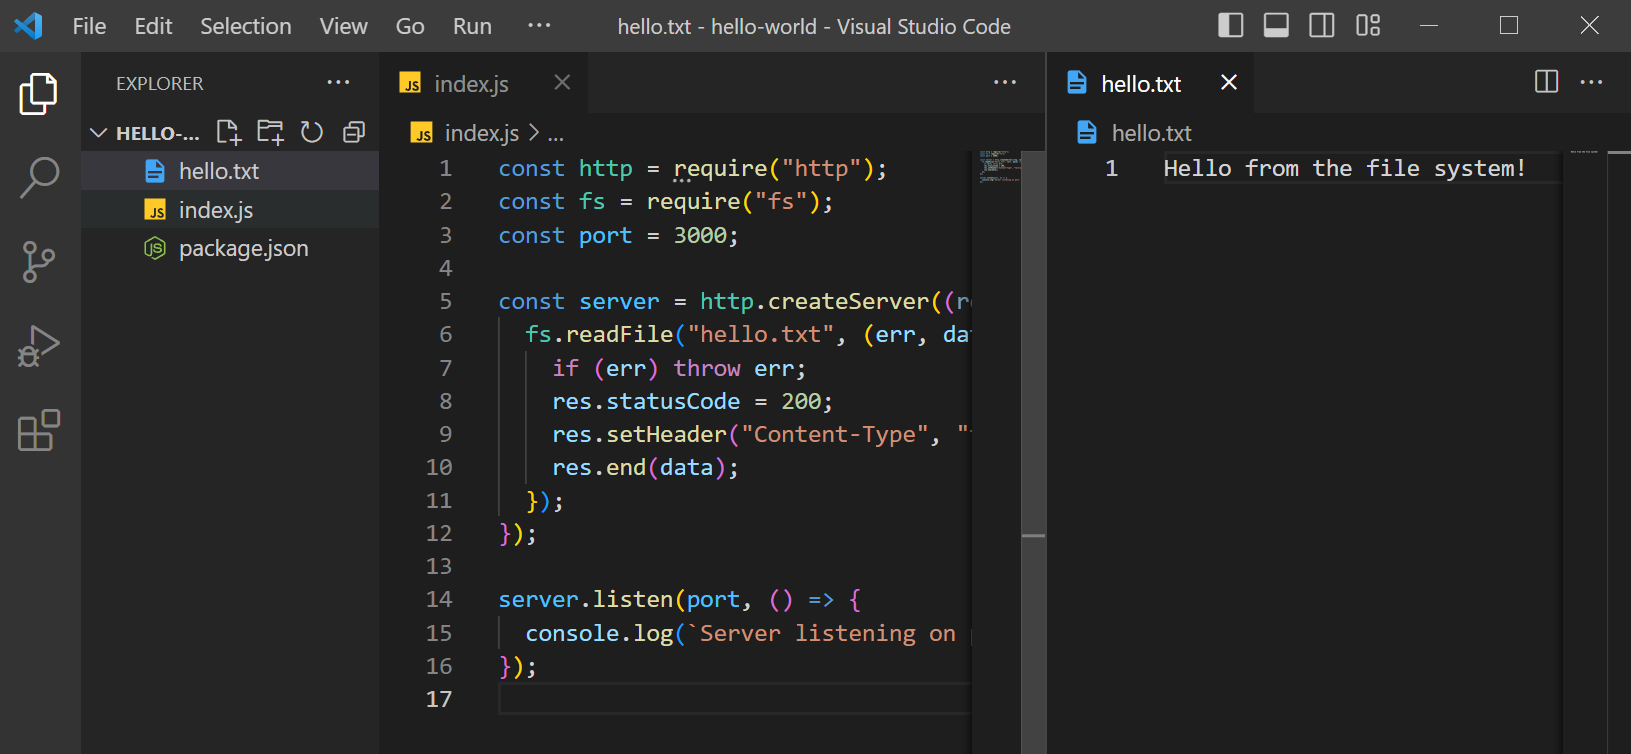 File Edit Selection View Go Run ··· hello.txt - hello-world - Visual Studio Code
EXPLORER ···
HELLO-...
hello.txt
index.js
package.json
index.js ···
index.js > ...
1 const http = require("http");
2 const fs = require("fs");
3 const port = 3000;
4
5 const server = http.createServer((r
6 fs.readFile("hello.txt", (err, da
7 if (err) throw err;
8 res.statusCode = 200;
9 res.setHeader("Content-Type", "
10 res.end(data);
11 });
12 });
13
14 server.listen(port, () => {
15 console.log(`Server listening on
16 });
17
hello.txt ···
hello.txt
1 Hello from the file system!